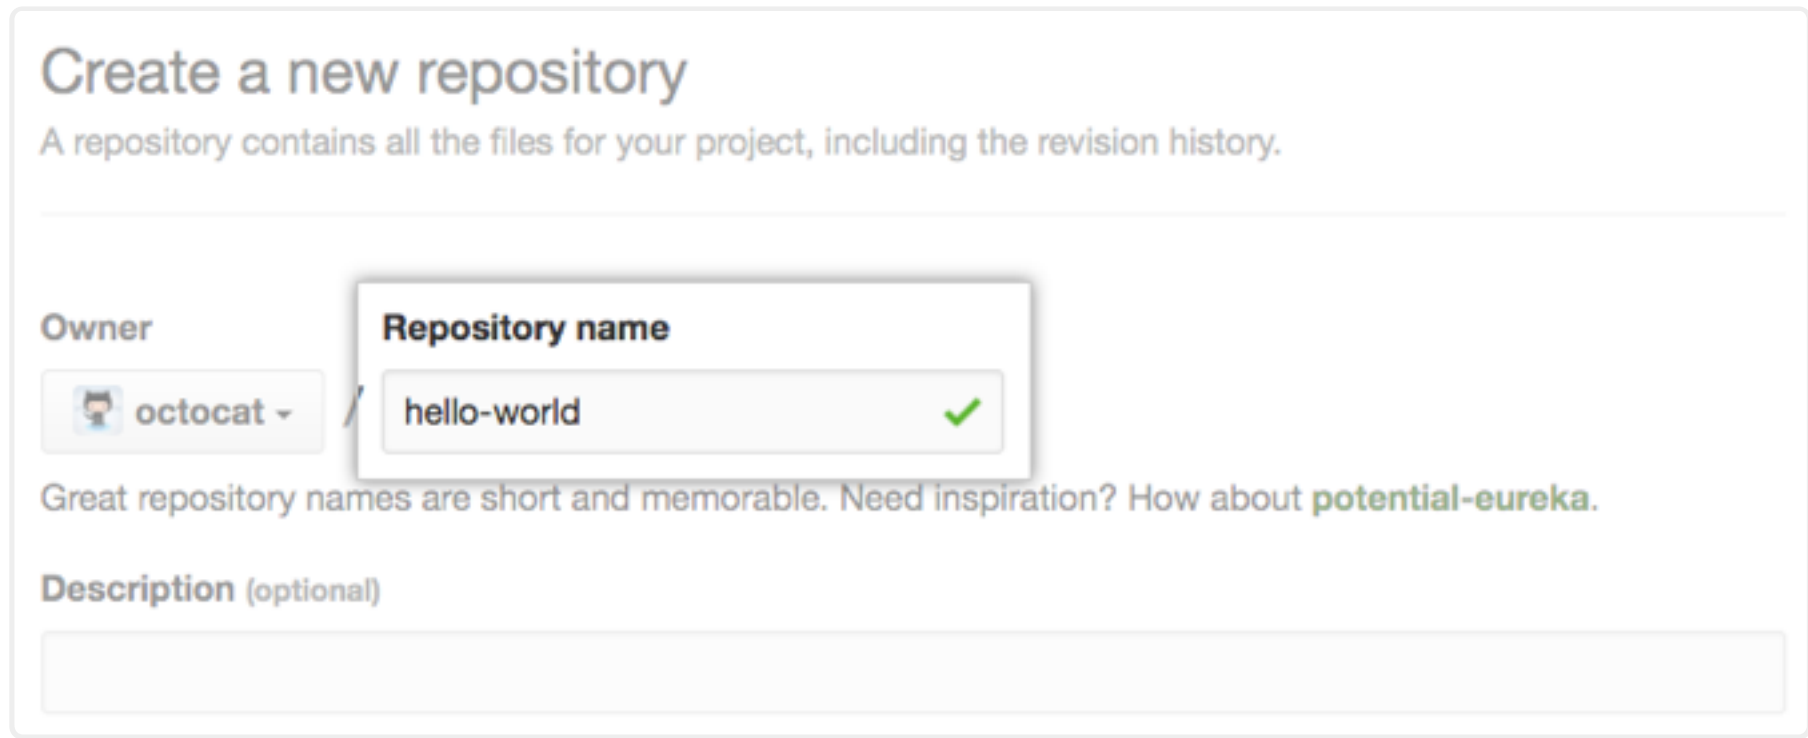 Create a new repository
A repository contains all the files for your project, including the revision history.
Owner
Repository name
octocat / hello-world
Great repository names are short and memorable. Need inspiration? How about potential-eureka.
Description (optional)